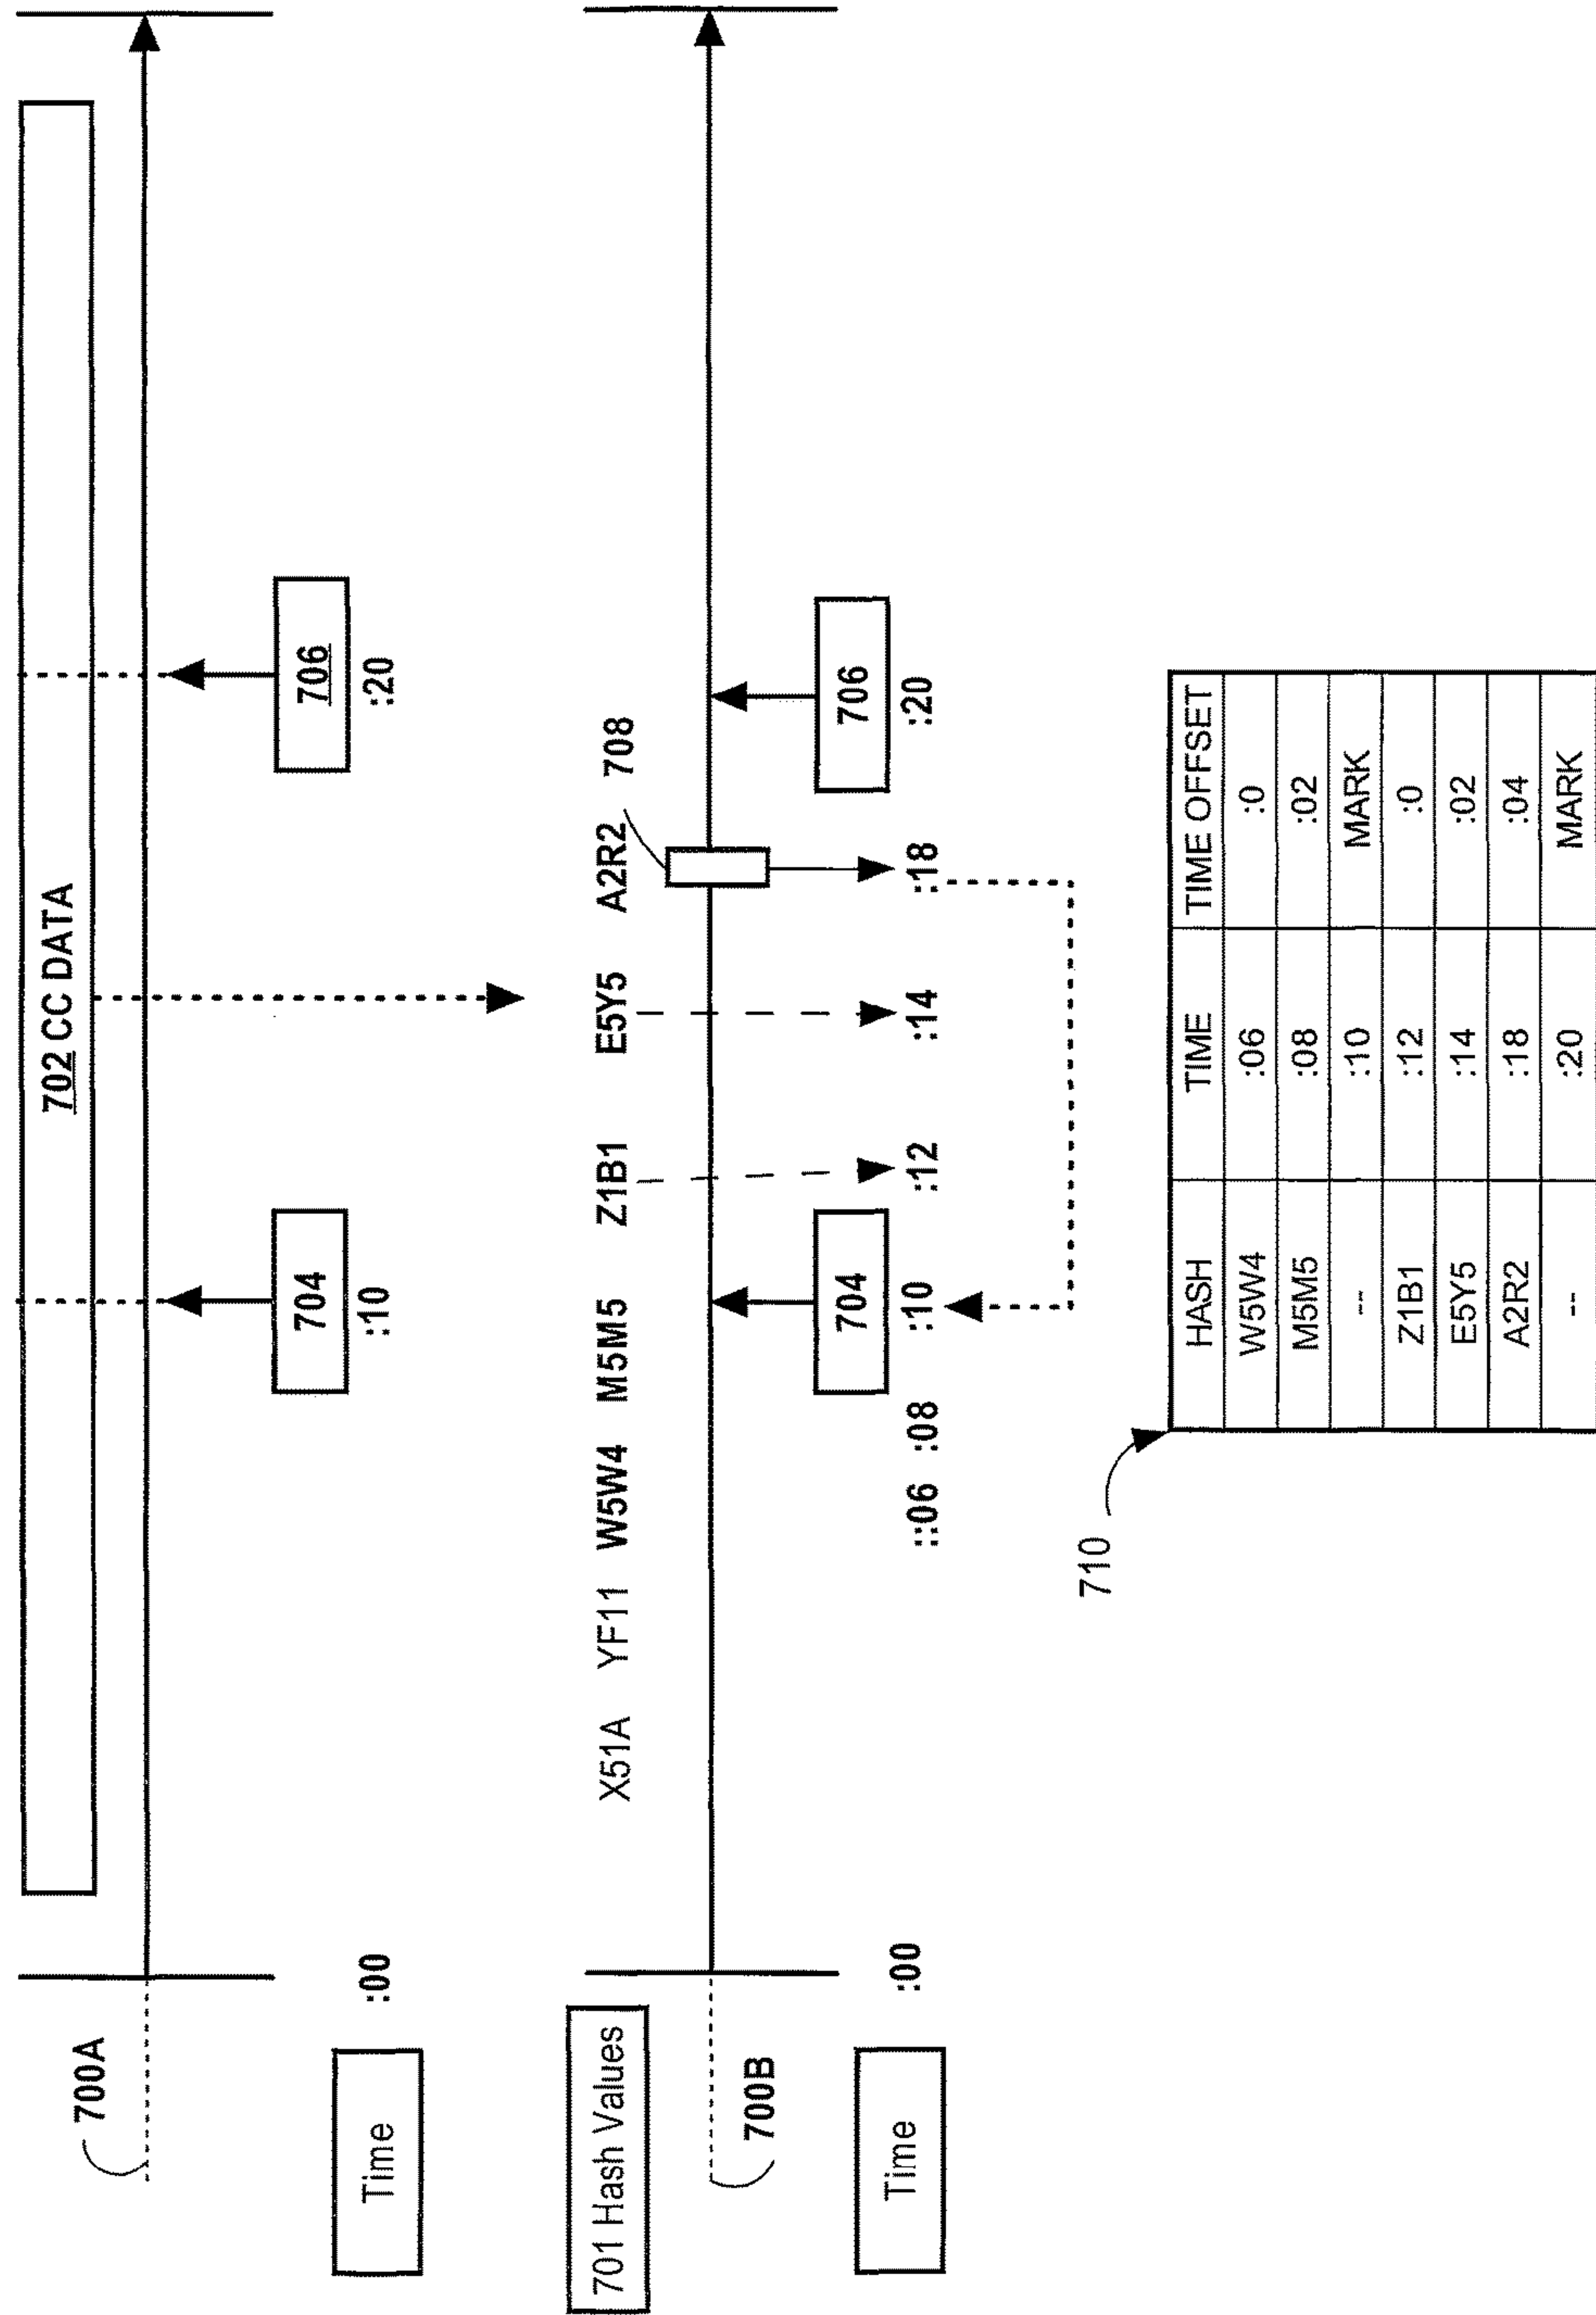 702 CC DATA
700A
704
706
Time
:00
:10
:20
701 Hash Values
X51A YF11 W5W4 M5M5 Z1B1 E5Y5 A2R2 708
700B
704
706
Time
:00
::06 :08 :10 :12 :14 :18 :20
710
HASH TIME TIME OFFSET
W5W4 :06 :0
M5M5 :08 :02
-- :10 MARK
Z1B1 :12 :0
E5Y5 :14 :02
A2R2 :18 :04
-- :20 MARK